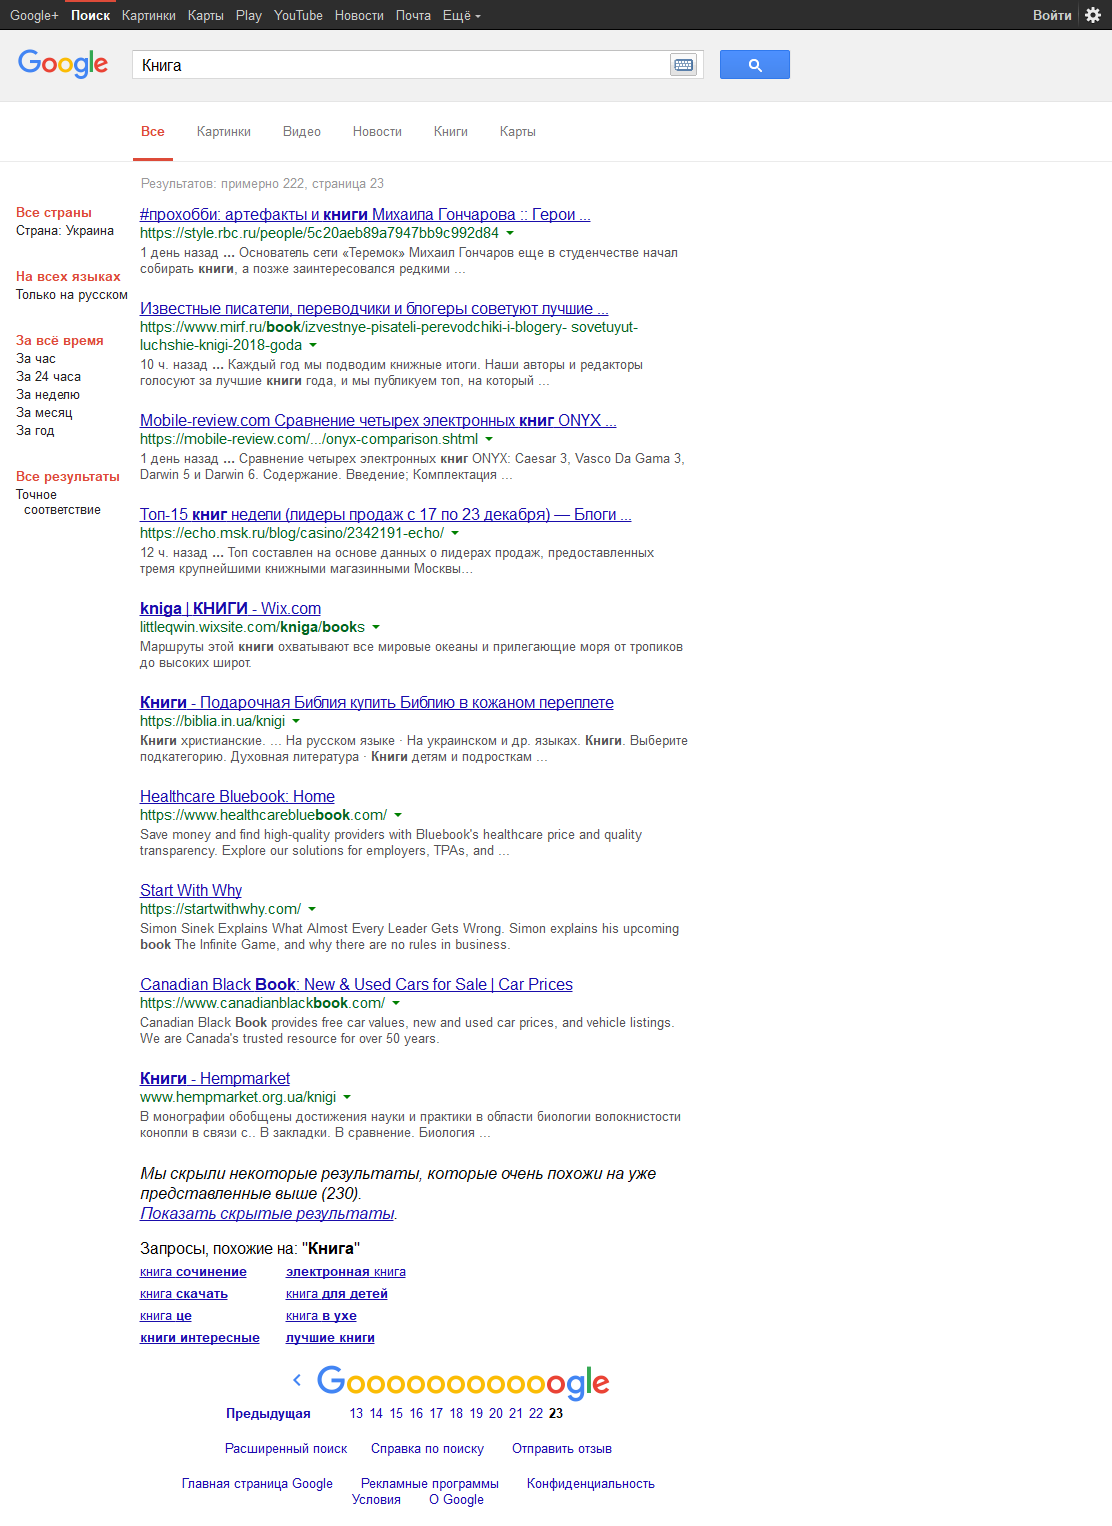 Google+ Поиск Картинки Карты Play YouTube Новости Почта Ещё Войти
Google Книга
Все Картинки Видео Новости Книги Карты
Результатов: примерно 222, страница 23
Все страны
Страна: Украина
На всех языках
Только на русском
За всё время
За час
За 24 часа
За неделю
За месяц
За год
Все результаты
Точное
соответствие
#прохобби: артефакты и книги Михаила Гончарова :: Герои ...
https://style.rbc.ru/people/5c20aeb89a7947bb9c992d84
1 день назад ... Основатель сети «Теремок» Михаил Гончаров еще в студенчестве начал
собирать книги, а позже заинтересовался редкими ...
Известные писатели, переводчики и блогеры советуют лучшие ...
https://www.mirf.ru/book/izvestnye-pisateli-perevodchiki-i-blogery- sovetuyut-
luchshie-knigi-2018-goda
10 ч. назад ... Каждый год мы подводим книжные итоги. Наши авторы и редакторы
голосуют за лучшие книги года, и мы публикуем топ, на который ...
Mobile-review.com Сравнение четырех электронных книг ONYX ...
https://mobile-review.com/.../onyx-comparison.shtml
1 день назад ... Сравнение четырех электронных книг ONYX: Caesar 3, Vasco Da Gama 3,
Darwin 5 и Darwin 6. Содержание. Введение; Комплектация ...
Топ-15 книг недели (лидеры продаж с 17 по 23 декабря) — Блоги ...
https://echo.msk.ru/blog/casino/2342191-echo/
12 ч. назад ... Топ составлен на основе данных о лидерах продаж, предоставленных
тремя крупнейшими книжными магазинными Москвы...
kniga | КНИГИ - Wix.com
littleqwin.wixsite.com/kniga/books
Маршруты этой книги охватывают все мировые океаны и прилегающие моря от тропиков
до высоких широт.
Книги - Подарочная Библия купить Библию в кожаном переплете
https://biblia.in.ua/knigi
Книги христианские. ... На русском языке · На украинском и др. языках. Книги. Выберите
подкатегорию. Духовная литература · Книги детям и подросткам ...
Healthcare Bluebook: Home
https://www.healthcarebluebook.com/
Save money and find high-quality providers with Bluebook's healthcare price and quality
transparency. Explore our solutions for employers, TPAs, and ...
Start With Why
https://startwithwhy.com/
Simon Sinek Explains What Almost Every Leader Gets Wrong. Simon explains his upcoming
book The Infinite Game, and why there are no rules in business.
Canadian Black Book: New & Used Cars for Sale | Car Prices
https://www.canadianblackbook.com/
Canadian Black Book provides free car values, new and used car prices, and vehicle listings.
We are Canada's trusted resource for over 50 years.
Книги - Hempmarket
www.hempmarket.org.ua/knigi
В монографии обобщены достижения науки и практики в области биологии волокнистости
конопли в связи с.. В закладки. В сравнение. Биология ...
Мы скрыли некоторые результаты, которые очень похожи на уже
представленные выше (230).
Показать скрытые результаты.
Запросы, похожие на: "Книга"
книга сочинение электронная книга
книга скачать книга для детей
книга це книга в ухе
книги интересные лучшие книги
Goooooooooooogle
Предыдущая 13 14 15 16 17 18 19 20 21 22 23
Расширенный поиск Справка по поиску Отправить отзыв
Главная страница Google Рекламные программы Конфиденциальность
Условия О Google